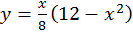 y = x/8 (12 − x²)